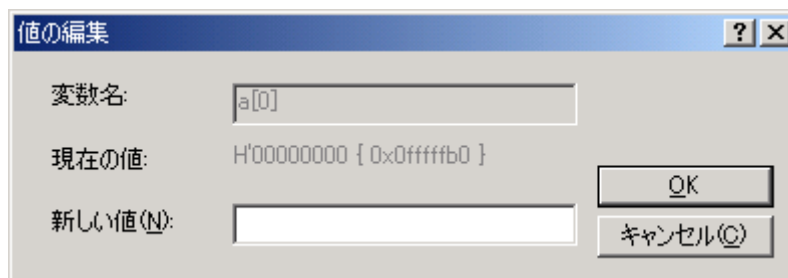 値の編集
変数名:
a[0]
現在の値:
H'00000000 { 0x0fffffb0 }
新しい値(N):
OK
キャンセル(C)